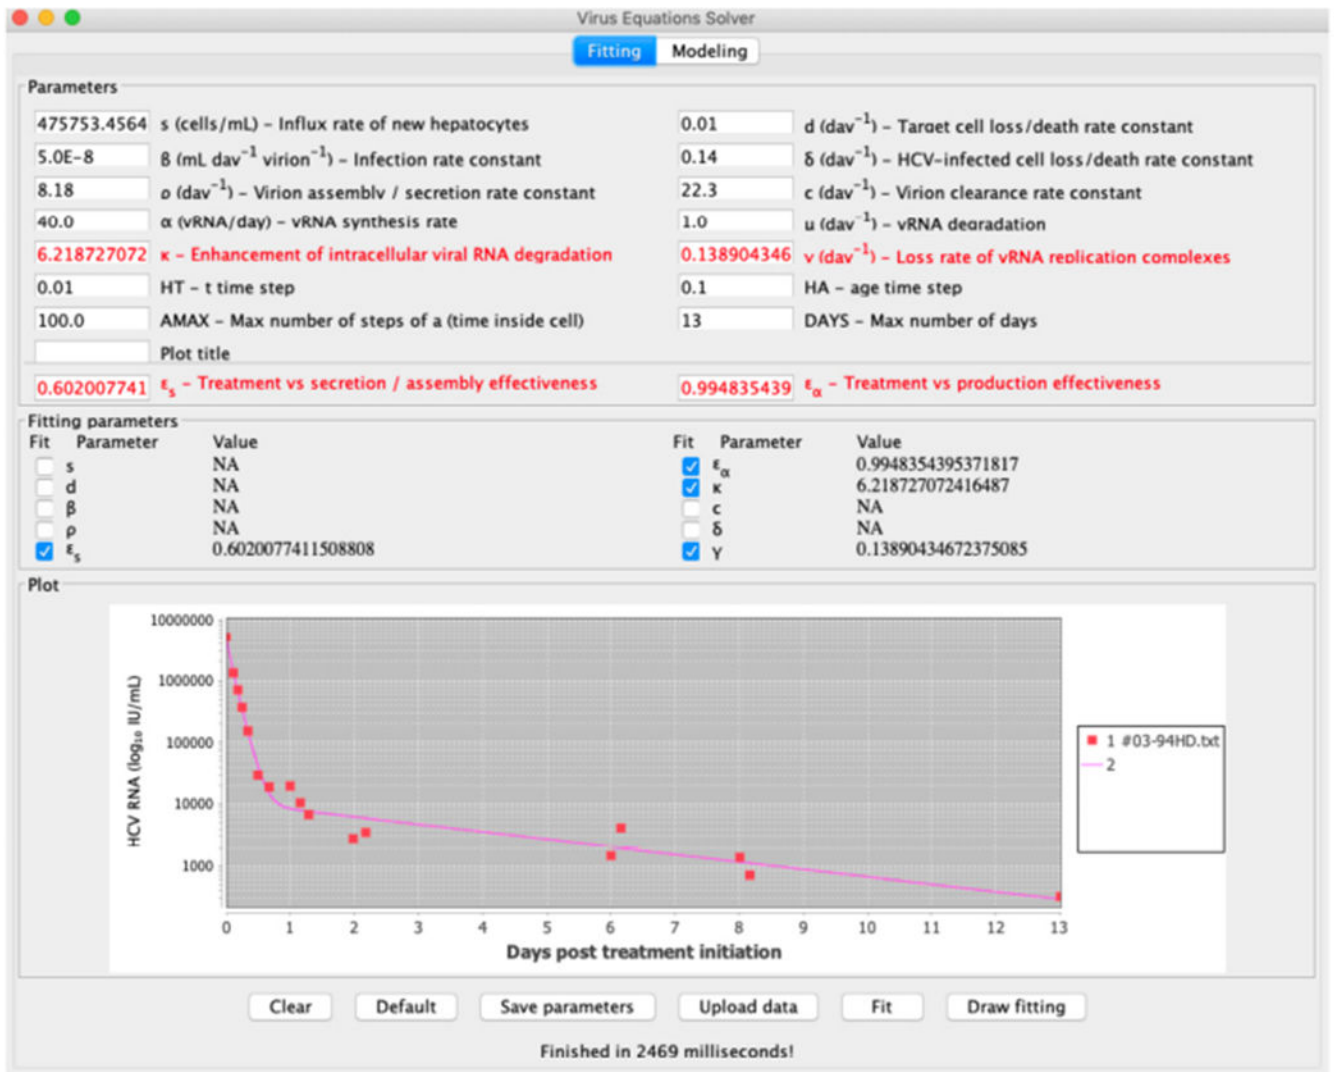 Virus Equations Solver
Fitting Modeling
Parameters
475753.4564 s (cells/mL) – Influx rate of new hepatocytes 0.01 d (day⁻¹) – Target cell loss/death rate constant
5.0E-8 β (mL day⁻¹ virion⁻¹) – Infection rate constant 0.14 δ (day⁻¹) – HCV-infected cell loss/death rate constant
8.18 ρ (day⁻¹) – Virion assembly / secretion rate constant 22.3 c (day⁻¹) – Virion clearance rate constant
40.0 α (vRNA/day) – vRNA synthesis rate 1.0 u (day⁻¹) – vRNA degradation
6.218727072 κ – Enhancement of intracellular viral RNA degradation 0.138904346 ν (day⁻¹) – Loss rate of vRNA replication complexes
0.01 HT – t time step 0.1 HA – age time step
100.0 AMAX – Max number of steps of a (time inside cell) 13 DAYS – Max number of days
Plot title
0.602007741 εₛ – Treatment vs secretion / assembly effectiveness 0.994835439 ε_α – Treatment vs production effectiveness
Fitting parameters
Fit Parameter Value Fit Parameter Value
s NA ε_α 0.9948354395371817
d NA κ 6.218727072416487
β NA c NA
ρ NA δ NA
εₛ 0.6020077411508808 γ 0.13890434672375085
Plot
10000000
1000000
100000
10000
1000
HCV RNA (log₁₀ IU/mL)
0 1 2 3 4 5 6 7 8 9 10 11 12 13
Days post treatment initiation
1 #03-94HD.txt
2
Clear Default Save parameters Upload data Fit Draw fitting
Finished in 2469 milliseconds!